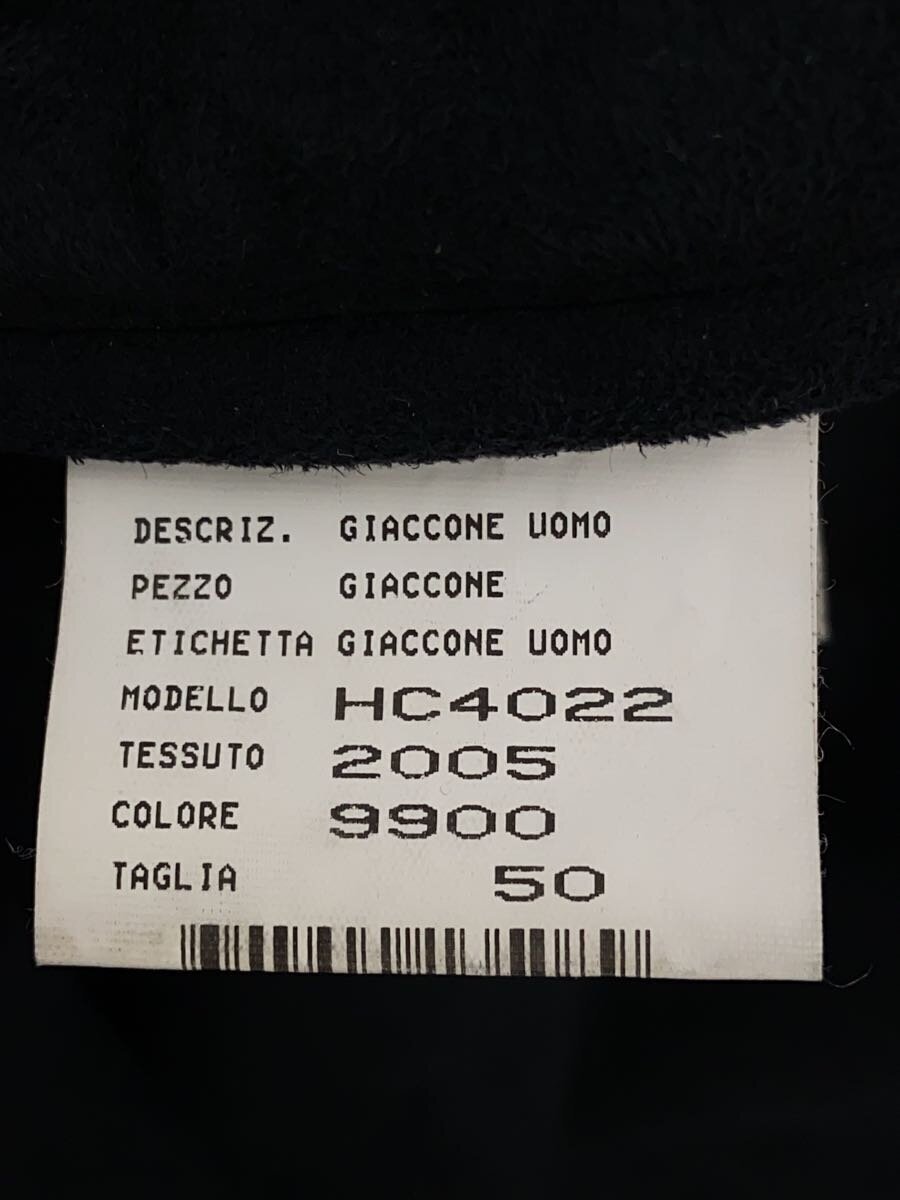 DESCRIZ. GIACCONE UOMO
PEZZO GIACCONE
ETICHETTA GIACCONE UOMO
MODELLO HC4022
TESSUTO 2005
COLORE 9900
TAGLIA 50